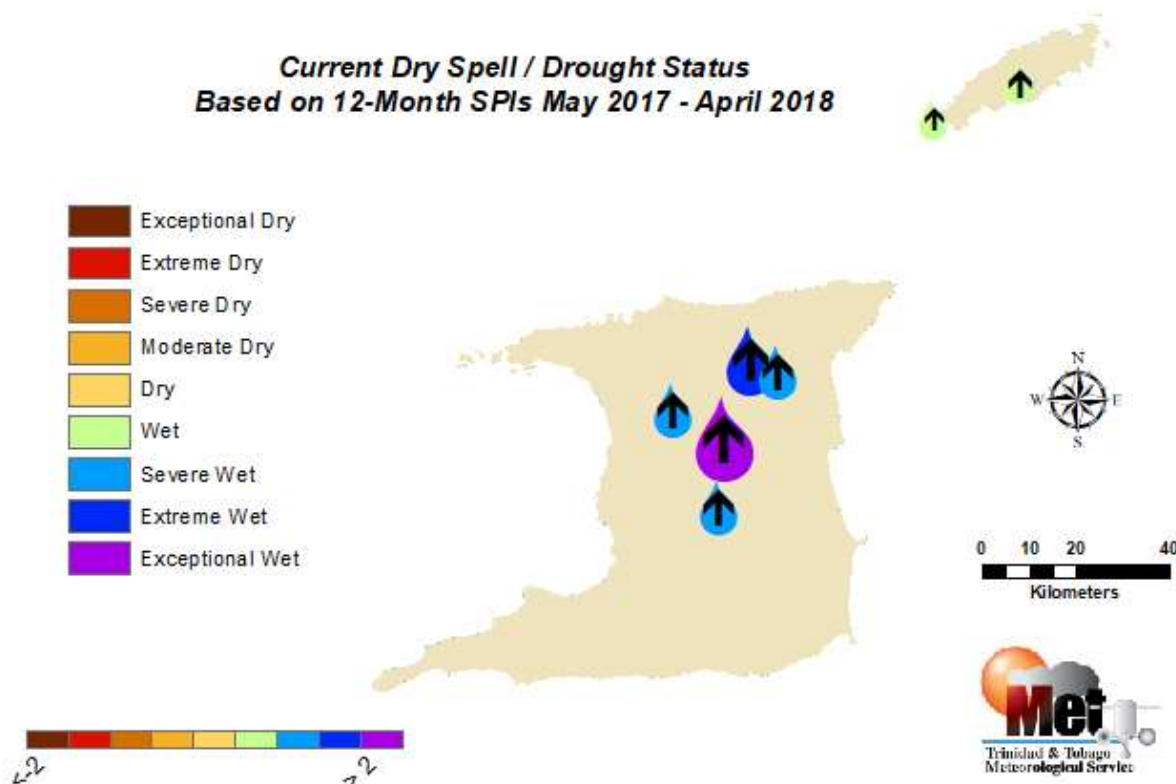 Current Dry Spell / Drought Status
Based on 12-Month SPIs May 2017 - April 2018
Exceptional Dry
Extreme Dry
Severe Dry
Moderate Dry
Dry
Wet
Severe Wet
Extreme Wet
Exceptional Wet
N
W E
S
0 10 20 40
Kilometers
Met
Trinidad & Tobago
Meteorological Service